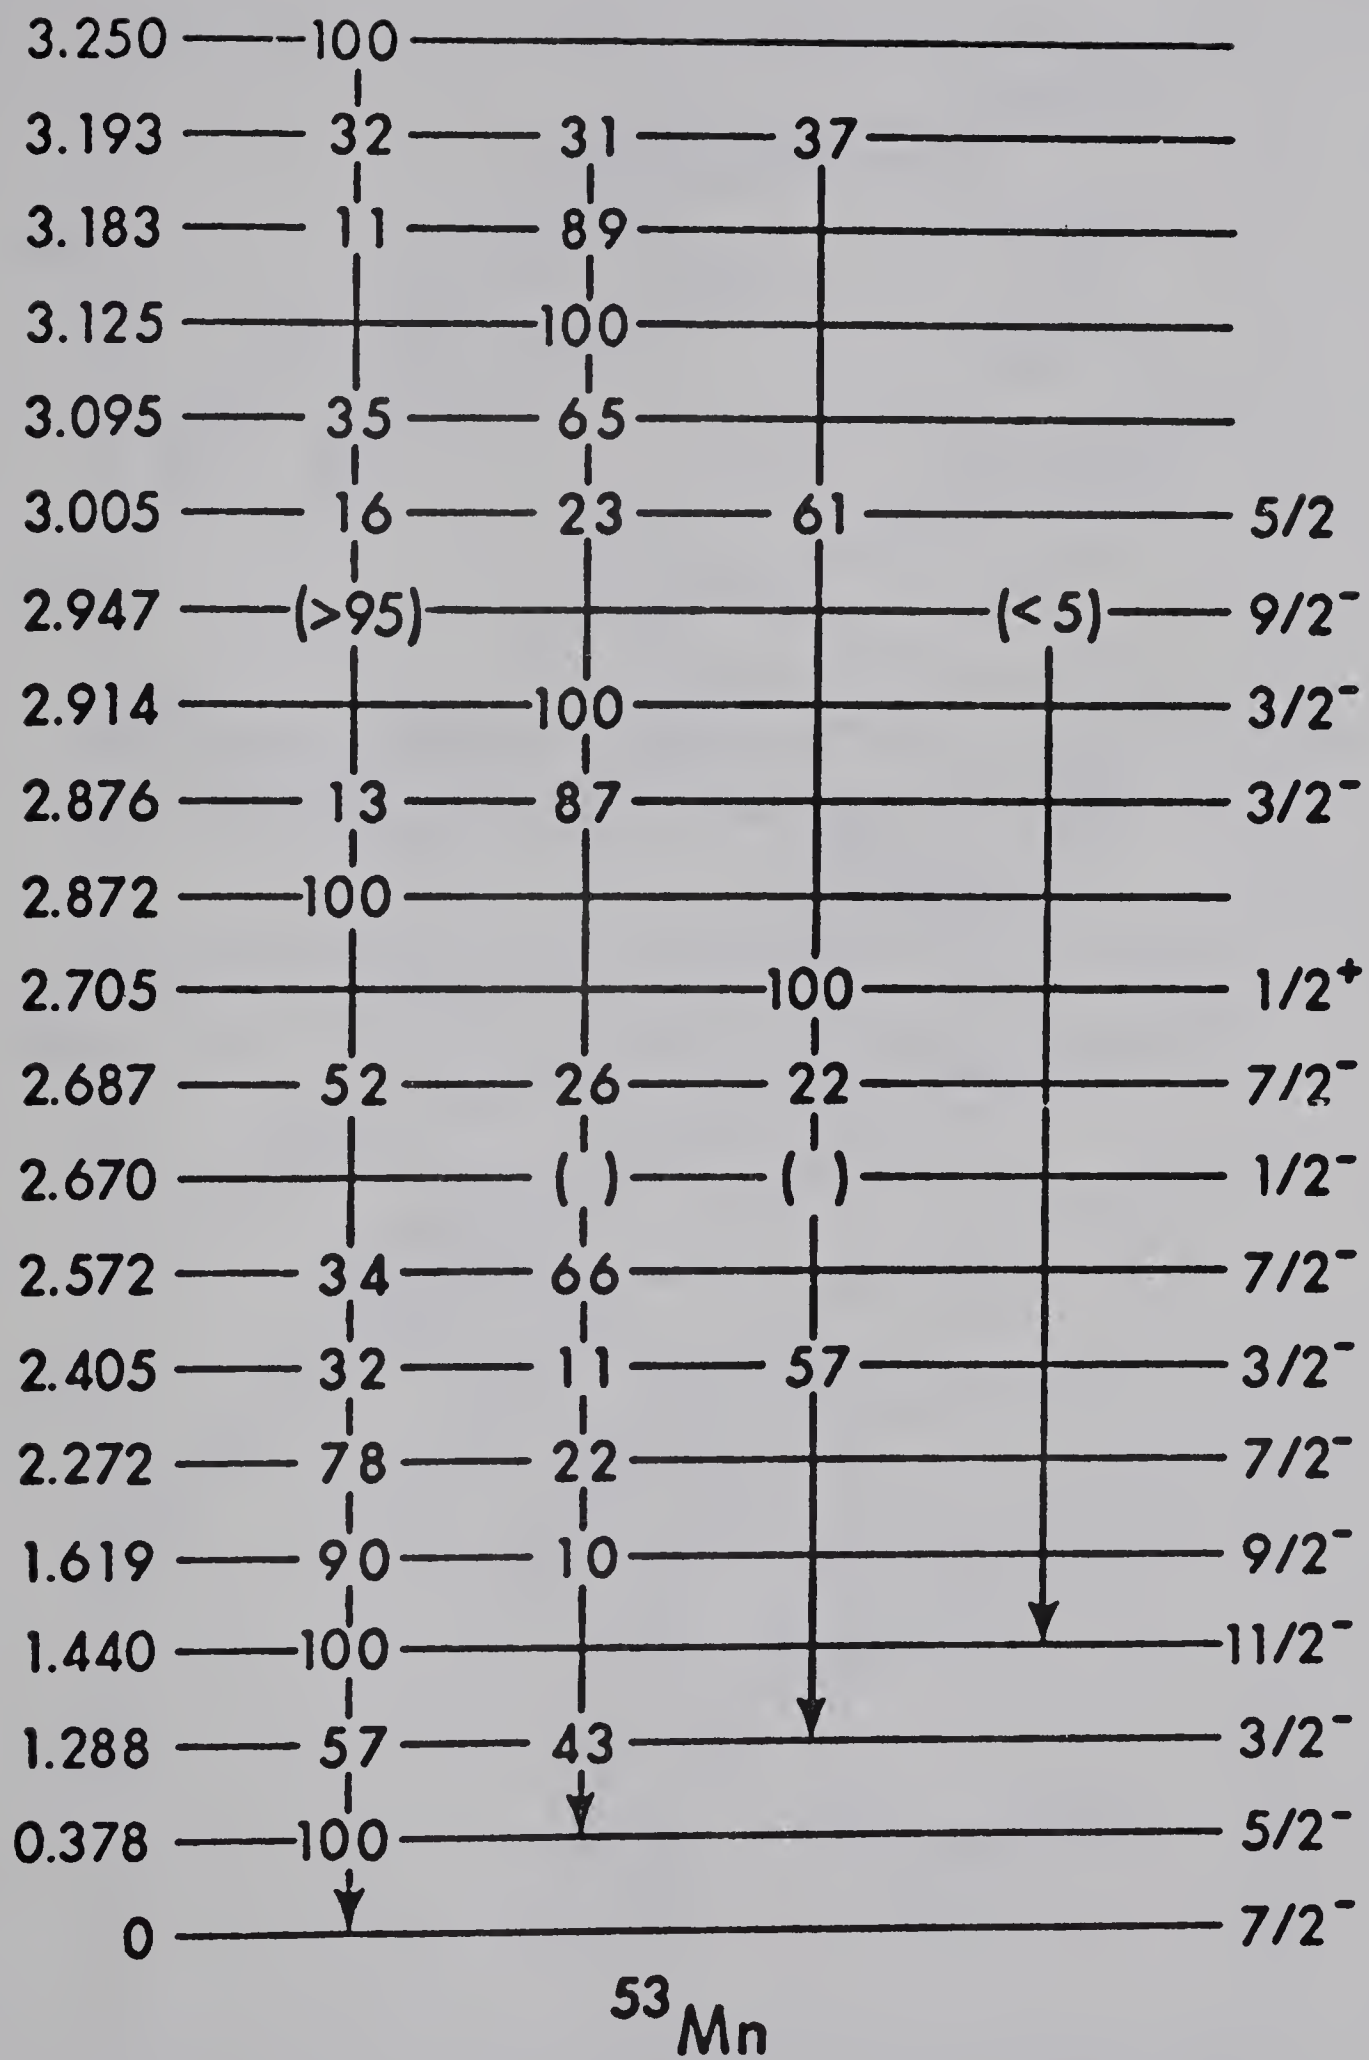 3.250 100
3.193 32 31 37
3.183 11 89
3.125 100
3.095 35 65
3.005 16 23 61 5/2
2.947 (>95) (<5) 9/2⁻
2.914 100 3/2⁻
2.876 13 87 3/2⁻
2.872 100
2.705 100 1/2⁺
2.687 52 26 22 7/2⁻
2.670 ( ) ( ) 1/2⁻
2.572 34 66 7/2⁻
2.405 32 11 57 3/2⁻
2.272 78 22 7/2⁻
1.619 90 10 9/2⁻
1.440 100 11/2⁻
1.288 57 43 3/2⁻
0.378 100 5/2⁻
0 7/2⁻
⁵³Mn